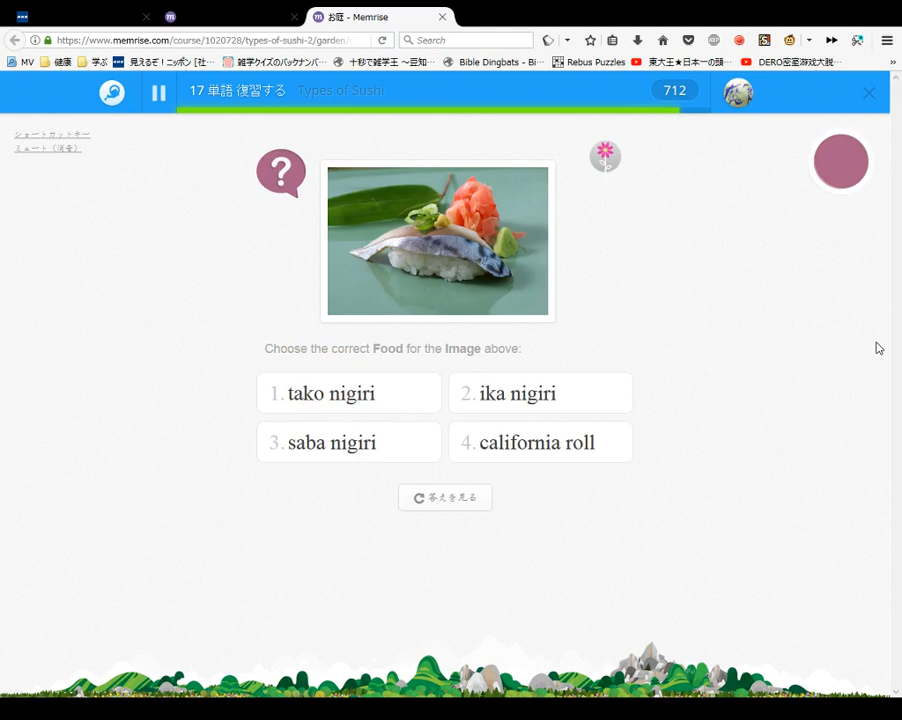 お庭 - Memrise
https://www.memrise.com/course/1020728/types-of-sushi-2/garden/
Search
MV
健康
学ぶ
見えるぞ！ニッポン [社…
雑学クイズのバックナンバ…
十秒で雑学王 ～豆知…
Bible Dingbats - Bi…
Rebus Puzzles
東大王★日本一の頭…
DERO密室游戏大脱…
17 単語 復習する Types of Sushi
712
ショートカットキー
ミュート（消音）
?
Choose the correct Food for the Image above:
1. tako nigiri
2. ika nigiri
3. saba nigiri
4. california roll
答えを見る